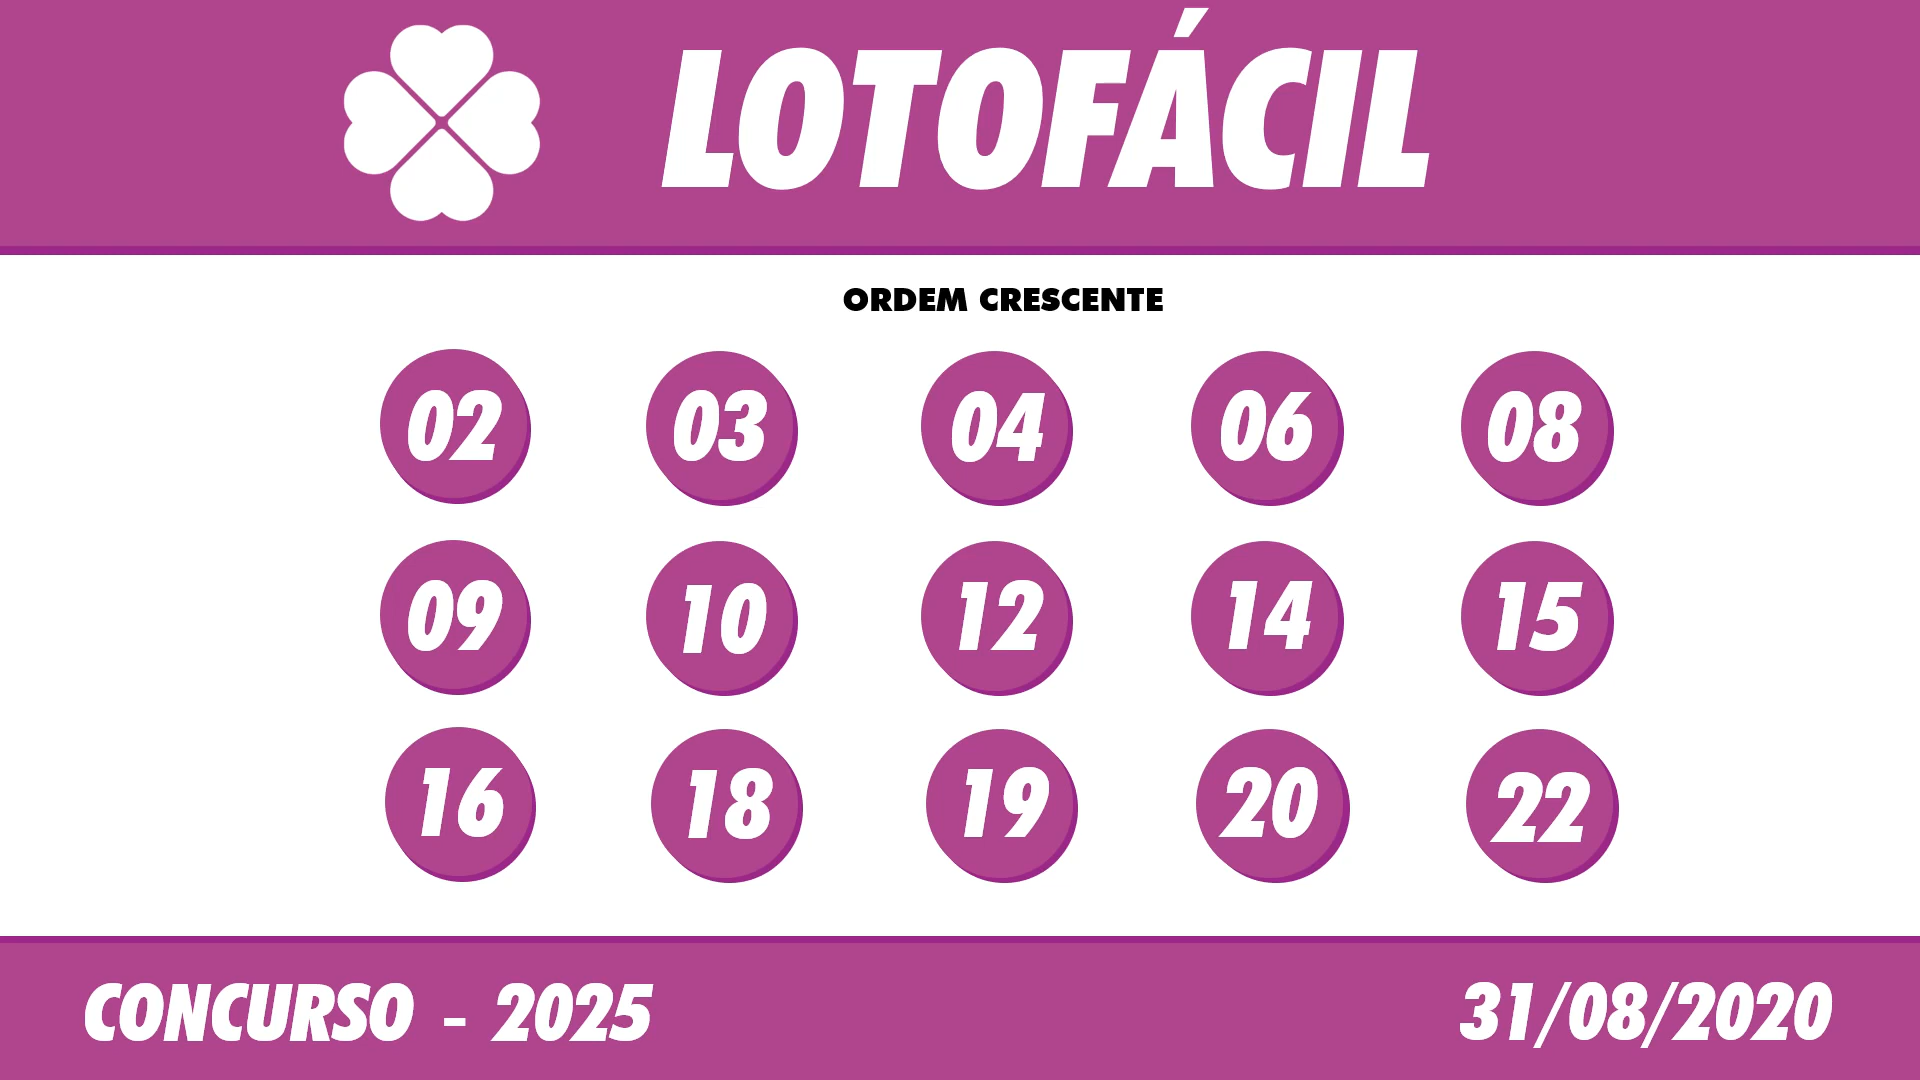 LOTOFÁCIL
ORDEM CRESCENTE
02 03 04 06 08
09 10 12 14 15
16 18 19 20 22
CONCURSO - 2025 31/08/2020